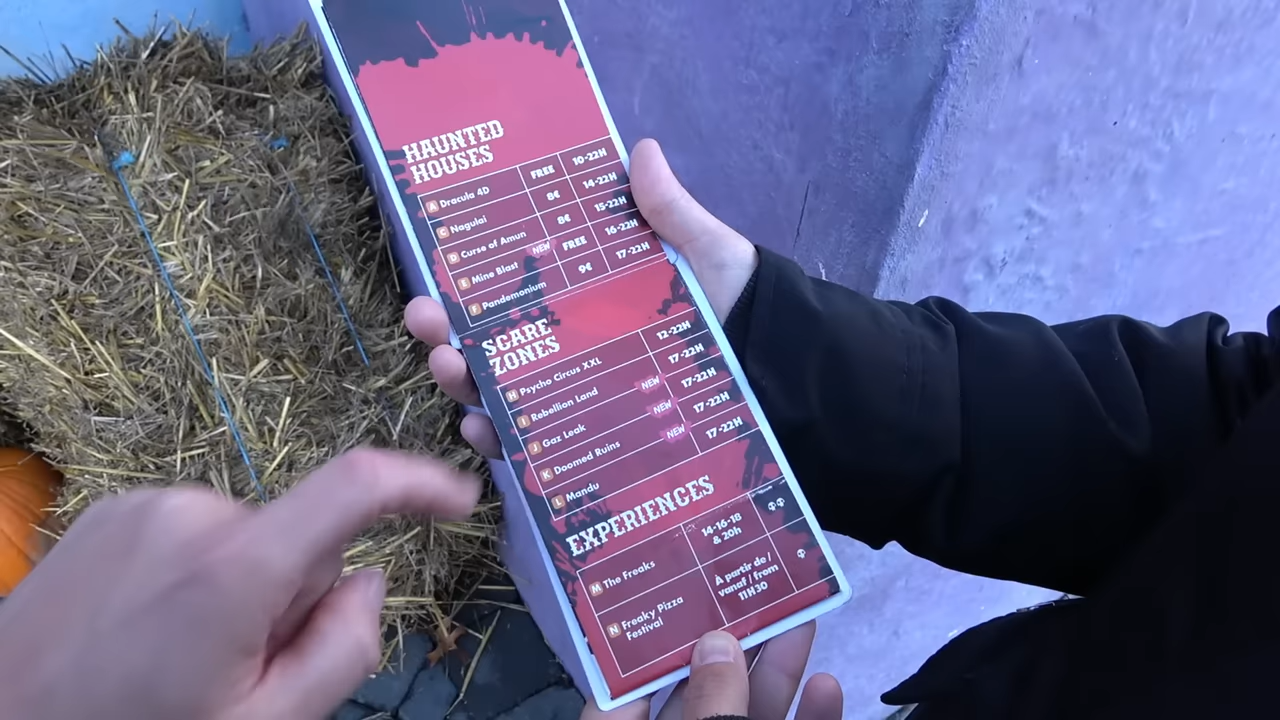 HAUNTED
HOUSES
A Dracula 4D FREE 10-22H
C Nagulai 8€ 14-22H
D Curse of Amun 8€ 15-22H
E Mine Blast NEW FREE 16-22H
F Pandemonium 9€ 17-22H
SCARE
ZONES
H Psycho Circus XXL 12-22H
I Rebellion Land 17-22H
J Gaz Leak NEW 17-22H
K Doomed Ruins NEW 17-22H
L Mandu NEW 17-22H
EXPERIENCES
M The Freaks 14-16-18
& 20h
N Freaky Pizza
Festival
À partir de /
vanaf / from
11H30